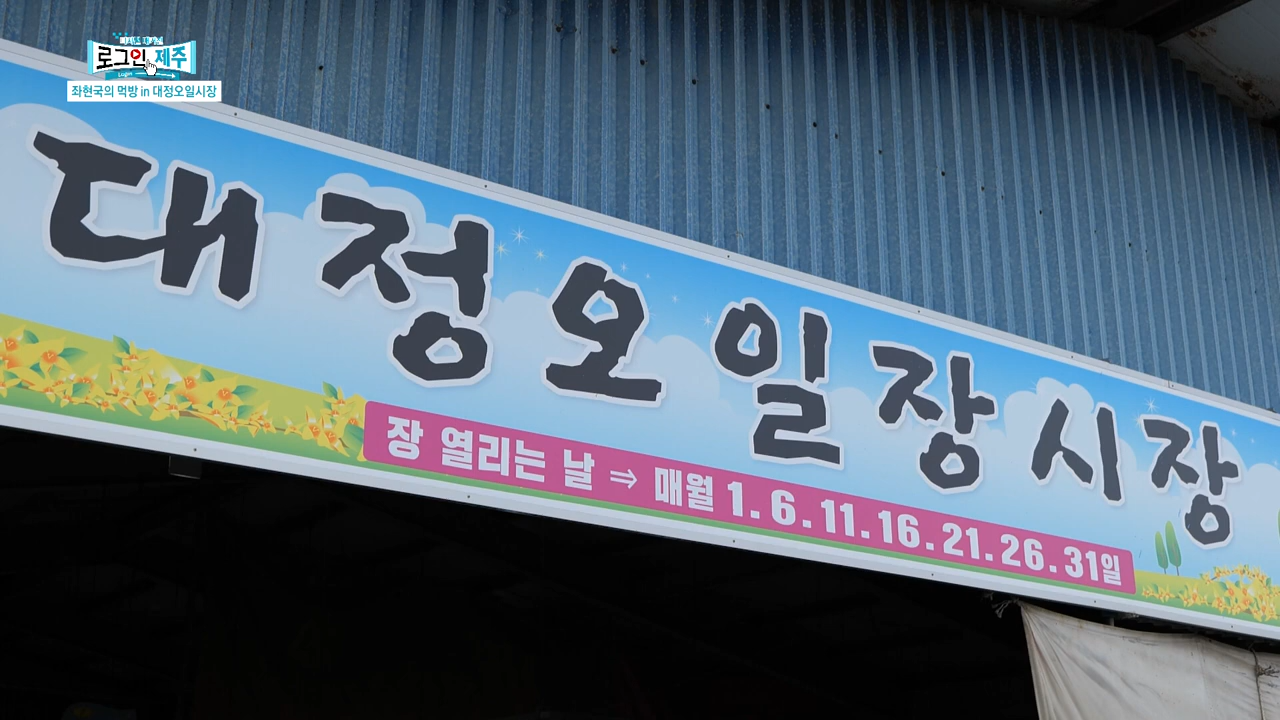 로그인 제주
Login
좌현국의 먹방 in 대정오일시장
대정오일장시장
장 열리는 날 ⇒ 매월 1. 6. 11. 16. 21. 26. 31일